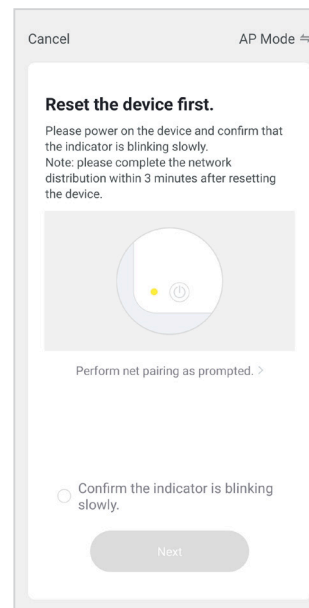 Cancel
AP Mode
Reset the device first.
Please power on the device and confirm that
the indicator is blinking slowly.
Note: please complete the network
distribution within 3 minutes after resetting
the device.
Perform net pairing as prompted. >
Confirm the indicator is blinking
slowly.
Next